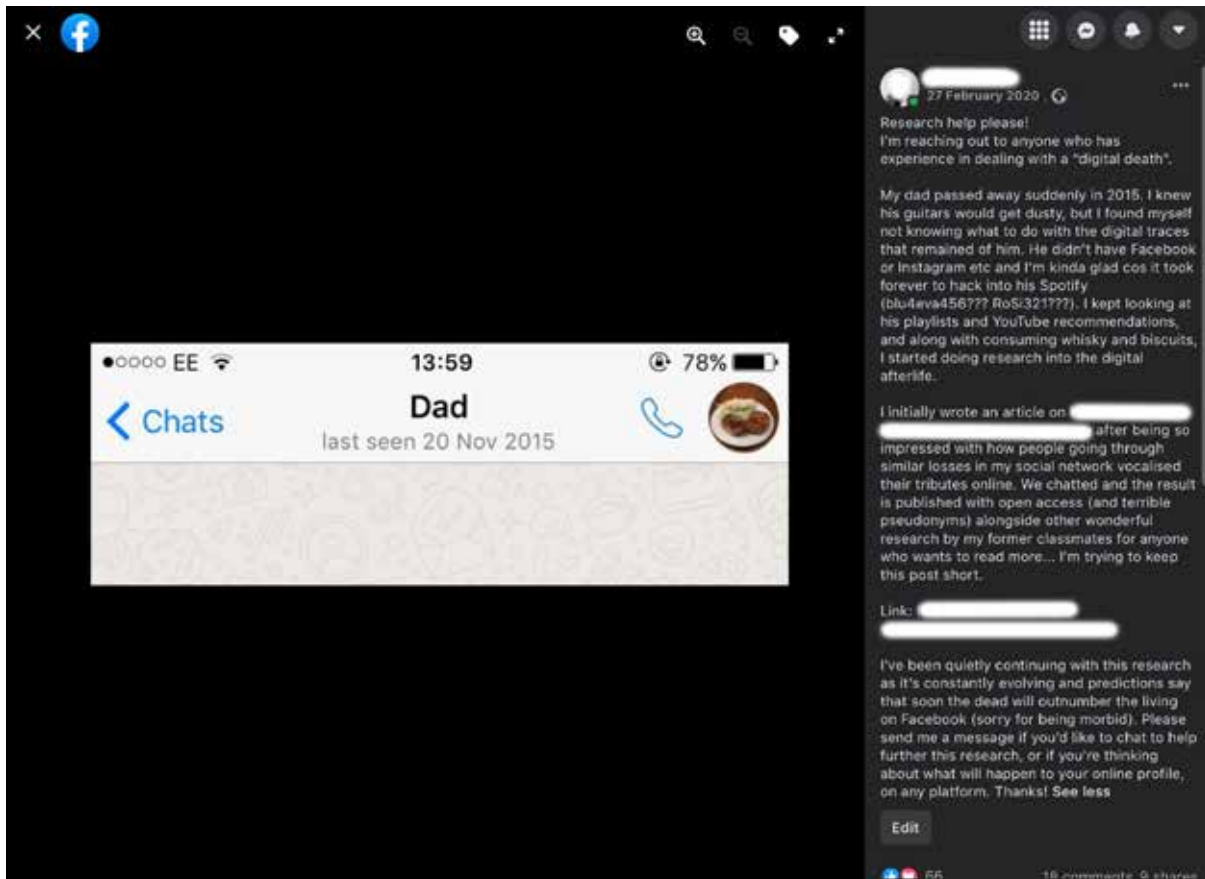 ●○○○○ EE
13:59
78%
Chats
Dad
last seen 20 Nov 2015
27 February 2020
Research help please!
I'm reaching out to anyone who has
experience in dealing with a "digital death".
My dad passed away suddenly in 2015. I knew
his guitars would get dusty, but I found myself
not knowing what to do with the digital traces
that remained of him. He didn't have Facebook
or Instagram etc and I'm kinda glad cos it took
forever to hack into his Spotify
(blu4eva456??? RoSi321???). I kept looking at
his playlists and YouTube recommendations,
and along with consuming whisky and biscuits,
I started doing research into the digital
afterlife.
I initially wrote an article on
after being so
impressed with how people going through
similar losses in my social network vocalised
their tributes online. We chatted and the result
is published with open access (and terrible
pseudonyms) alongside other wonderful
research by my former classmates for anyone
who wants to read more... I'm trying to keep
this post short.
Link:
I've been quietly continuing with this research
as it's constantly evolving and predictions say
that soon the dead will outnumber the living
on Facebook (sorry for being morbid). Please
send me a message if you'd like to chat to help
further this research, or if you're thinking
about what will happen to your online profile,
on any platform. Thanks! See less
Edit
66
18 comments 9 shares